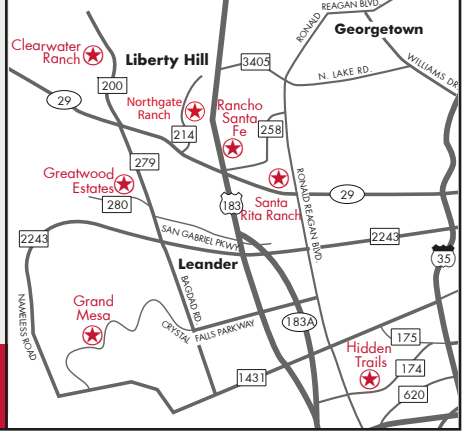 RONALD
REAGAN BLVD.
Georgetown
Clearwater
Ranch
Liberty Hill
3405
N. LAKE RD.
WILLIAMS DR.
200
29
Northgate
Ranch
Rancho
Santa
Fe
214
258
279
Greatwood
Estates
280
183
Santa
Rita Ranch
RONALD REAGAN BLVD.
29
2243
SAN GABRIEL PKWY
2243
Leander
35
NAMELESS ROAD
BAGDAD RD.
Grand
Mesa
CRYSTAL FALLS PARKWAY
183A
175
Hidden
Trails
174
1431
620